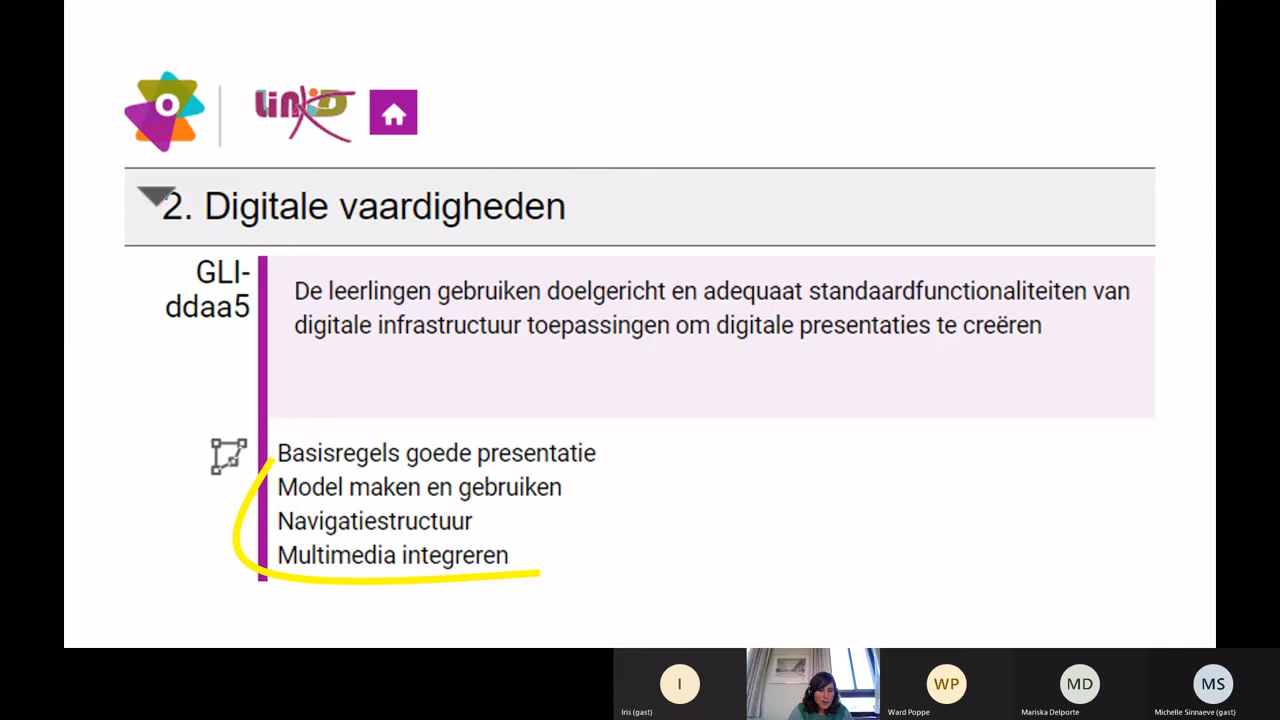 o
LiNK'D
2. Digitale vaardigheden
GLI-
ddaa5
De leerlingen gebruiken doelgericht en adequaat standaardfunctionaliteiten van
digitale infrastructuur toepassingen om digitale presentaties te creëren
Basisregels goede presentatie
Model maken en gebruiken
Navigatiestructuur
Multimedia integreren
I
WP
MD
MS
Iris (gast)
Ward Poppe
Mariska Delporte
Michelle Sinnaeve (gast)